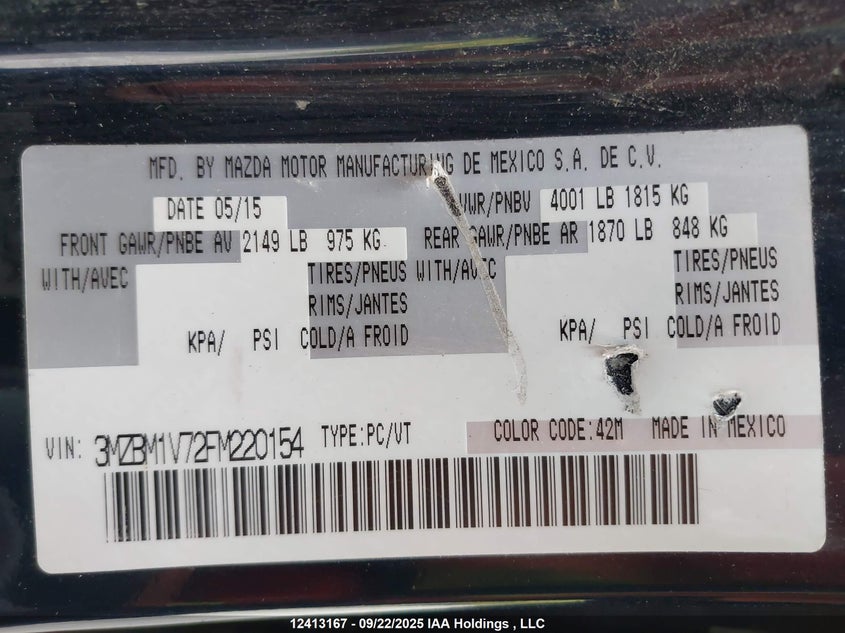 MFD. BY MAZDA MOTOR MANUFACTURING DE MEXICO S.A. DE C.V.
DATE 05/15 VWR/PNBV 4001 LB 1815 KG
FRONT GAWR/PNBE AV 2149 LB 975 KG REAR GAWR/PNBE AR 1870 LB 848 KG
WITH/AVEC TIRES/PNEUS WITH/AVEC TIRES/PNEUS
RIMS/JANTES RIMS/JANTES
KPA/ PSI COLD/A FROID KPA/ PSI COLD/A FROID
VIN: 3MZBM1V72FM220154 TYPE:PC/VT COLOR CODE:42M MADE IN MEXICO
12413167 - 09/22/2025 IAA Holdings , LLC